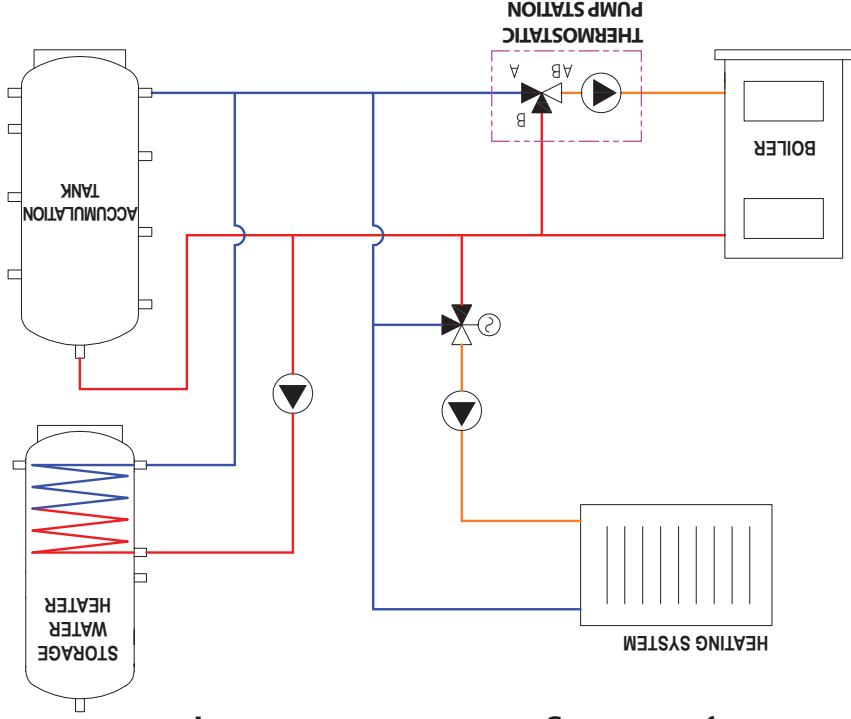 HEATING SYSTEM
STORAGE
WATER
HEATER
ACCUMULATION
TANK
BOILER
B
AB
A
THERMOSTATIC
PUMP STATION